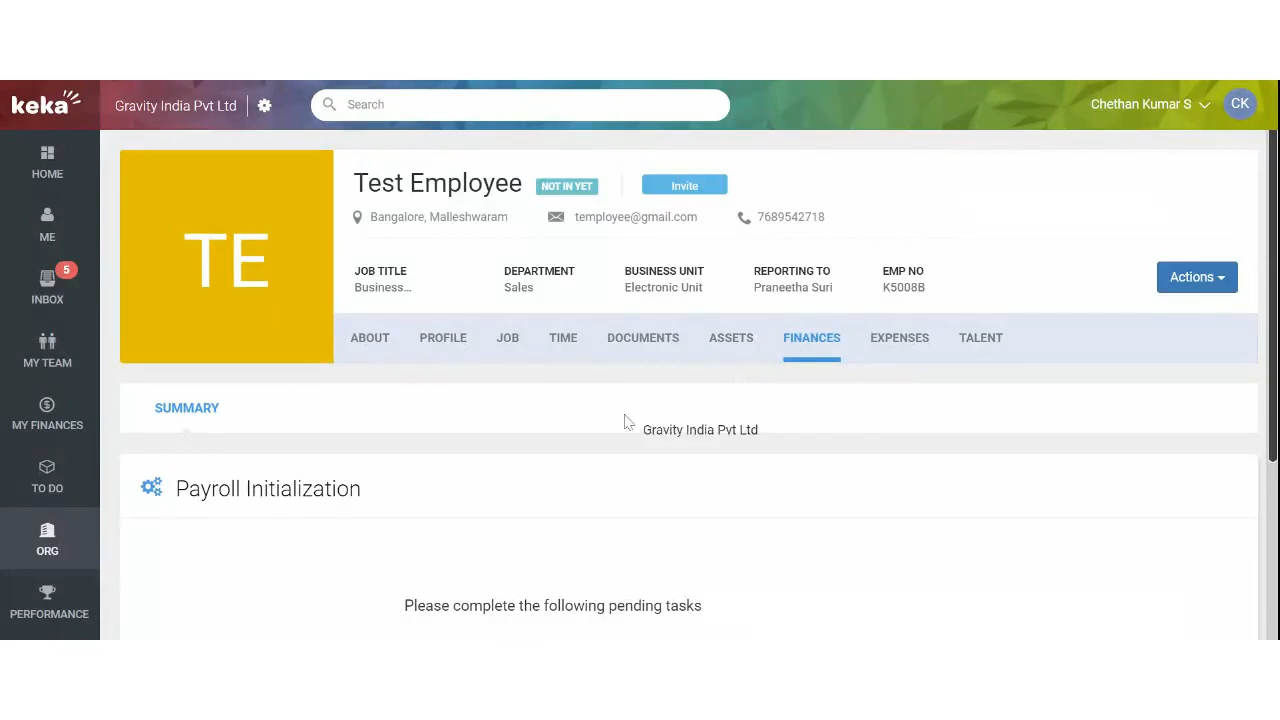 keka
Gravity India Pvt Ltd
Search
Chethan Kumar S
CK
HOME
ME
5
INBOX
MY TEAM
MY FINANCES
TO DO
ORG
PERFORMANCE
TE
Test Employee
NOT IN YET
Invite
Bangalore, Malleshwaram
temployee@gmail.com
7689542718
JOB TITLE
Business...
DEPARTMENT
Sales
BUSINESS UNIT
Electronic Unit
REPORTING TO
Praneetha Suri
EMP NO
K5008B
Actions
ABOUT PROFILE JOB TIME DOCUMENTS ASSETS FINANCES EXPENSES TALENT
SUMMARY
Gravity India Pvt Ltd
Payroll Initialization
Please complete the following pending tasks